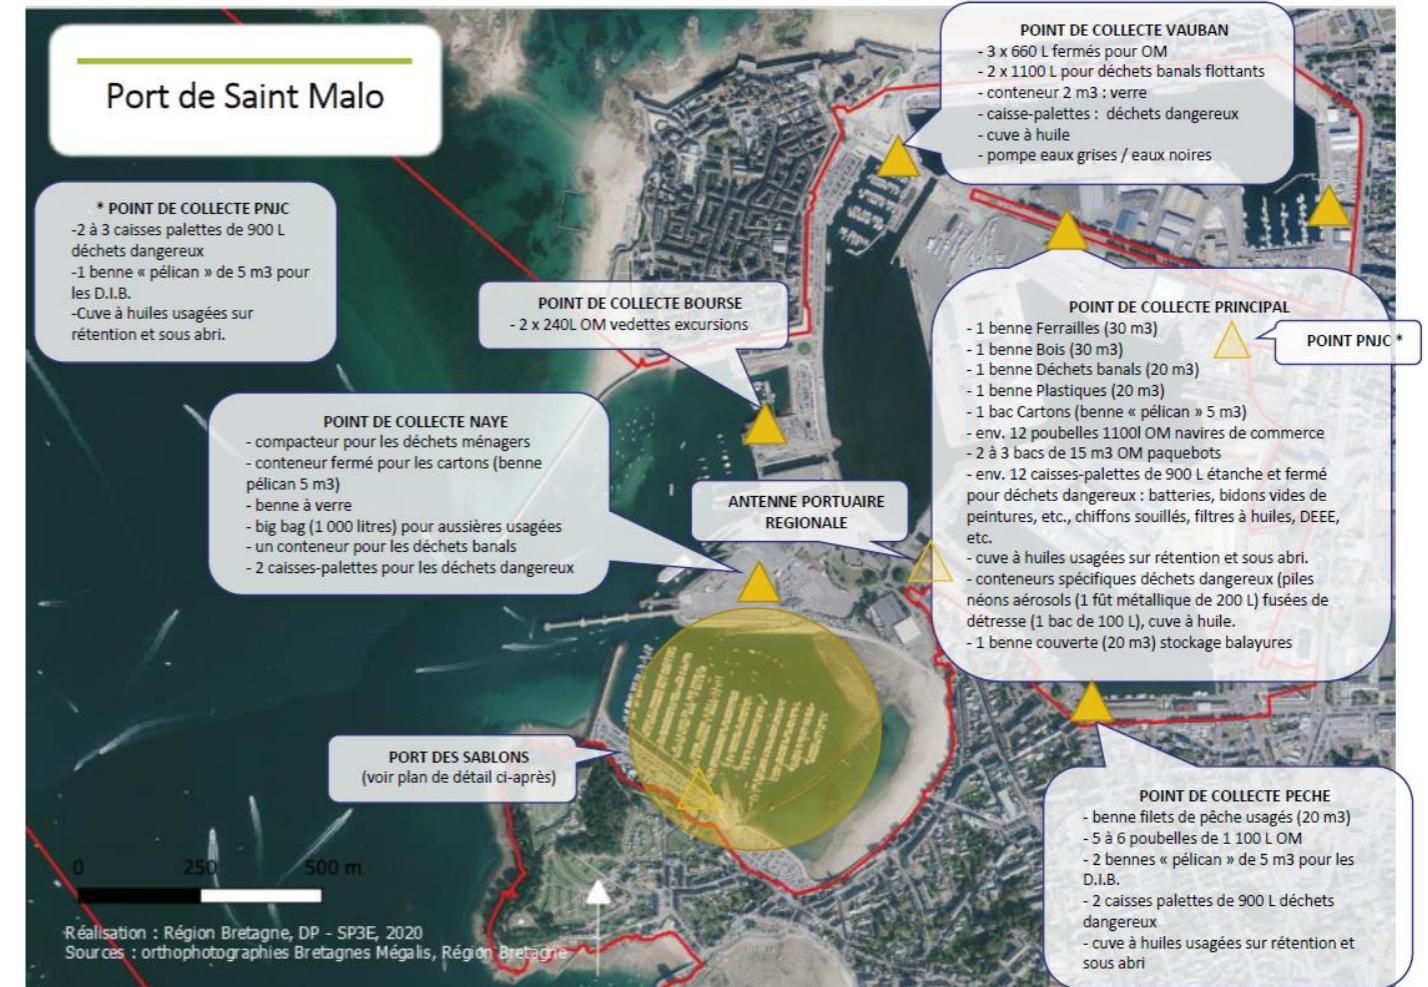 Port de Saint Malo
* POINT DE COLLECTE PNJC
-2 à 3 caisses palettes de 900 L
déchets dangereux
-1 benne « pélican » de 5 m3 pour
les D.I.B.
-Cuve à huiles usagées sur
rétention et sous abri.
POINT DE COLLECTE VAUBAN
- 3 x 660 L fermés pour OM
- 2 x 1100 L pour déchets banals flottants
- conteneur 2 m3 : verre
- caisse-palettes : déchets dangereux
- cuve à huile
- pompe eaux grises / eaux noires
POINT DE COLLECTE BOURSE
- 2 x 240L OM vedettes excursions
POINT DE COLLECTE PRINCIPAL
- 1 benne Ferrailles (30 m3)
- 1 benne Bois (30 m3)
- 1 benne Déchets banals (20 m3)
- 1 benne Plastiques (20 m3)
- 1 bac Cartons (benne « pélican » 5 m3)
- env. 12 poubelles 1100l OM navires de commerce
- 2 à 3 bacs de 15 m3 OM paquebots
- env. 12 caisses-palettes de 900 L étanche et fermé
pour déchets dangereux : batteries, bidons vides de
peintures, etc., chiffons souillés, filtres à huiles, DEEE,
etc.
- cuve à huiles usagées sur rétention et sous abri.
- conteneurs spécifiques déchets dangereux (piles
néons aérosols (1 fût métallique de 200 L) fusées de
détresse (1 bac de 100 L), cuve à huile.
- 1 benne couverte (20 m3) stockage balayures
POINT PNJC *
POINT DE COLLECTE NAYE
- compacteur pour les déchets ménagers
- conteneur fermé pour les cartons (benne
pélican 5 m3)
- benne à verre
- big bag (1 000 litres) pour aussières usagées
- un conteneur pour les déchets banals
- 2 caisses-palettes pour les déchets dangereux
ANTENNE PORTUAIRE
REGIONALE
PORT DES SABLONS
(voir plan de détail ci-après)
POINT DE COLLECTE PECHE
- benne filets de pêche usagés (20 m3)
- 5 à 6 poubelles de 1 100 L OM
- 2 bennes « pélican » de 5 m3 pour les
D.I.B.
- 2 caisses palettes de 900 L déchets
dangereux
- cuve à huiles usagées sur rétention et
sous abri
0 250 500 m
Réalisation : Région Bretagne, DP - SP3E, 2020
Sources : orthophotographies Bretagnes Mégalis, Région Bretagne